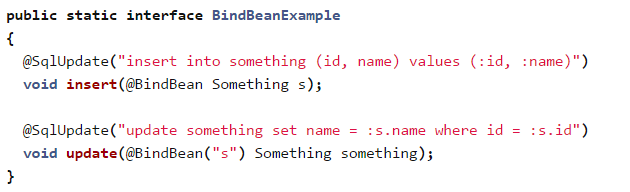 public static interface BindBeanExample
{
  @SqlUpdate("insert into something (id, name) values (:id, :name)")
  void insert(@BindBean Something s);

  @SqlUpdate("update something set name = :s.name where id = :s.id")
  void update(@BindBean("s") Something something);
}